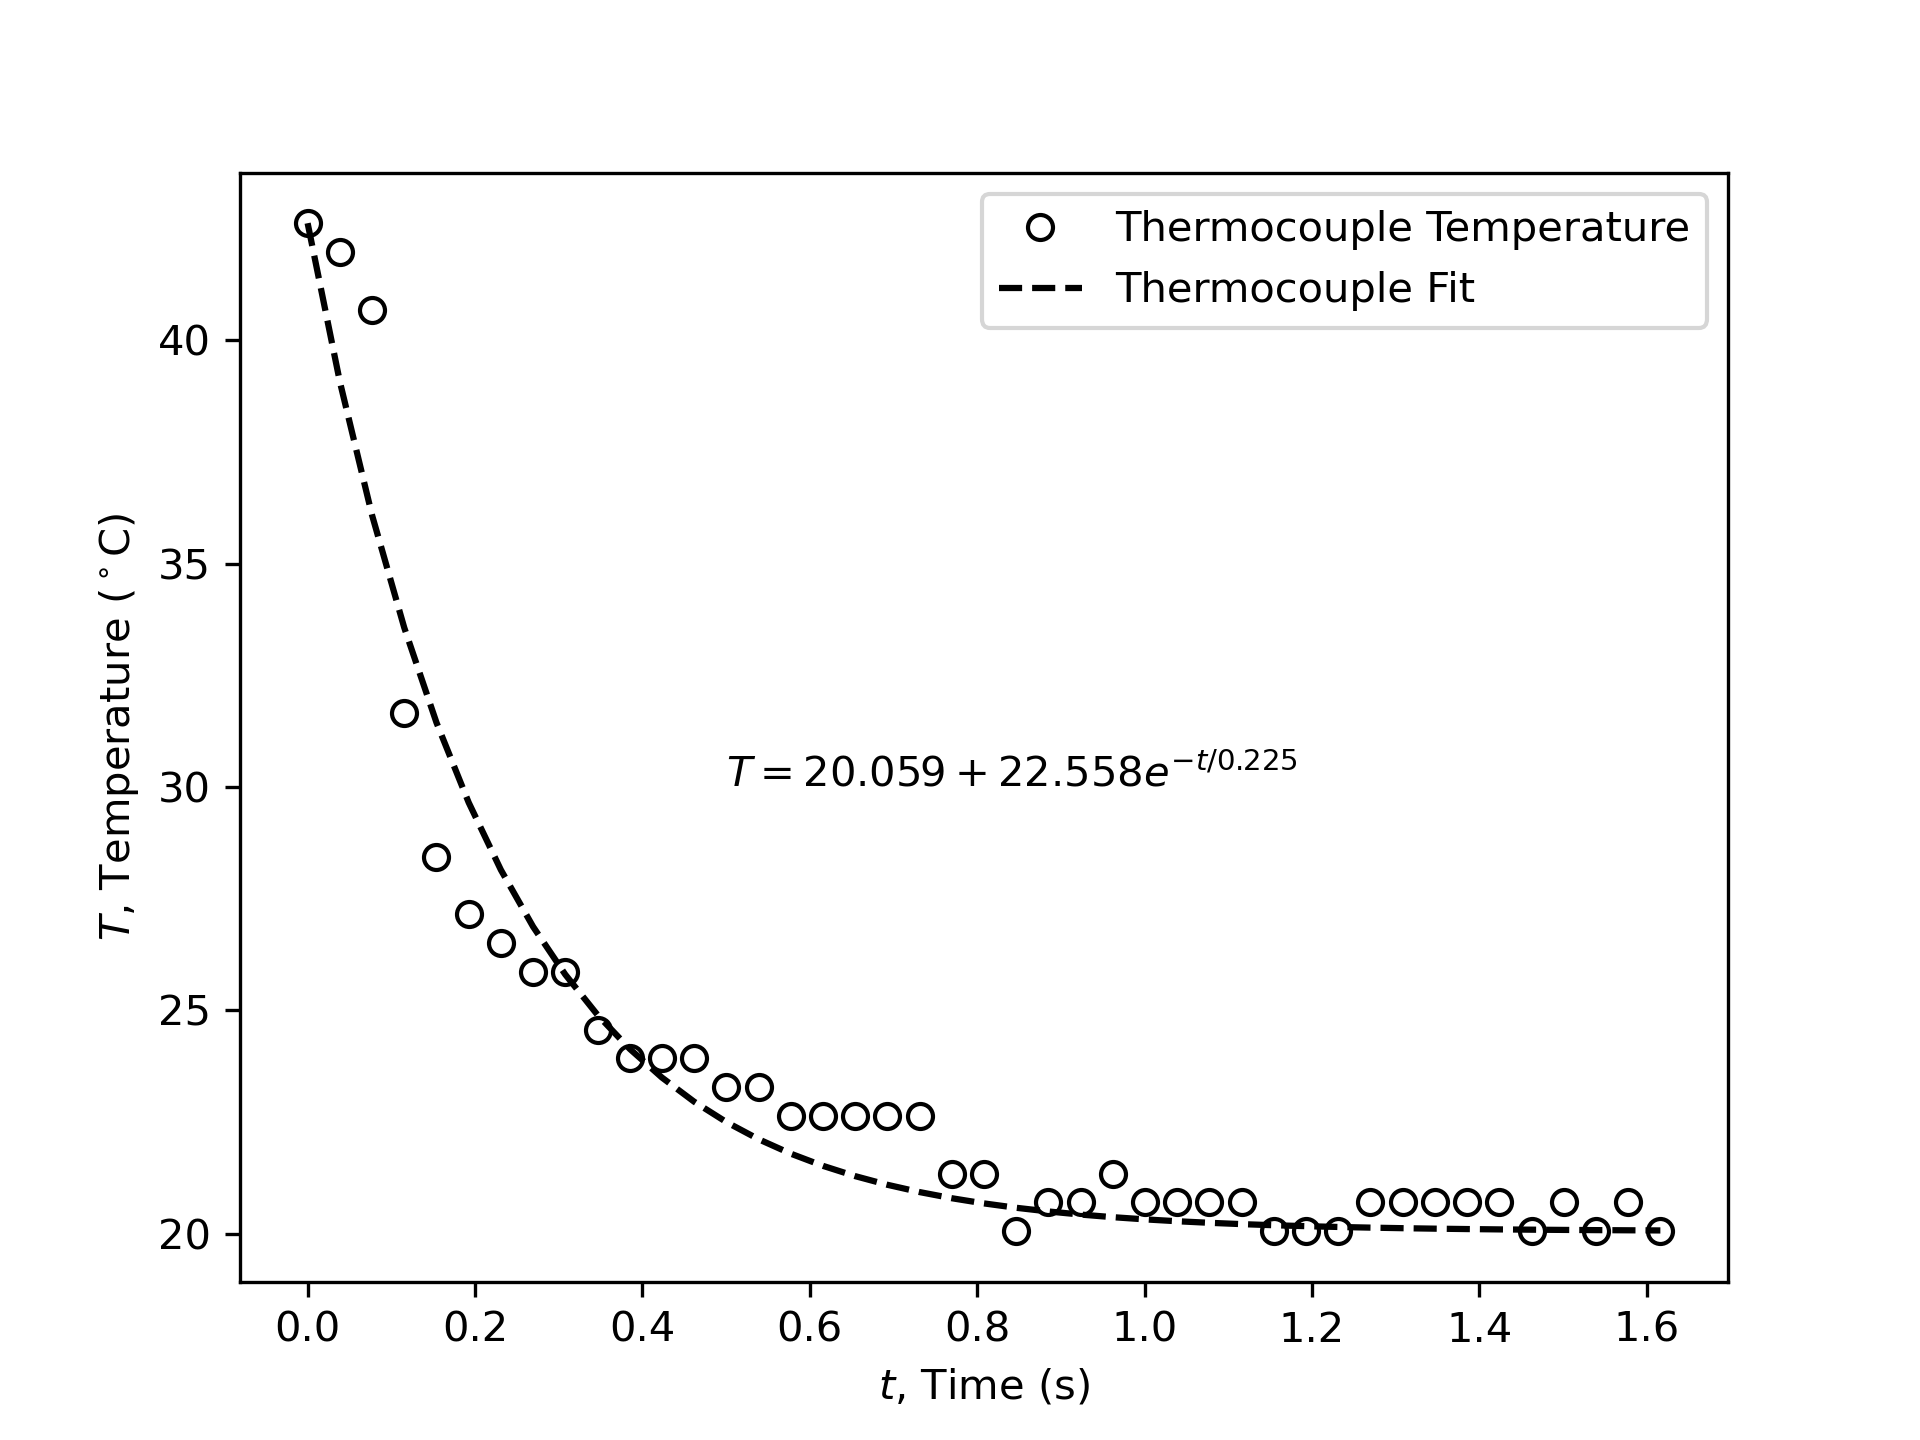 Thermocouple Temperature
Thermocouple Fit
40
35
30
25
20
T, Temperature (°C)
T = 20.059 + 22.558e^{-t/0.225}
0.0 0.2 0.4 0.6 0.8 1.0 1.2 1.4 1.6
t, Time (s)